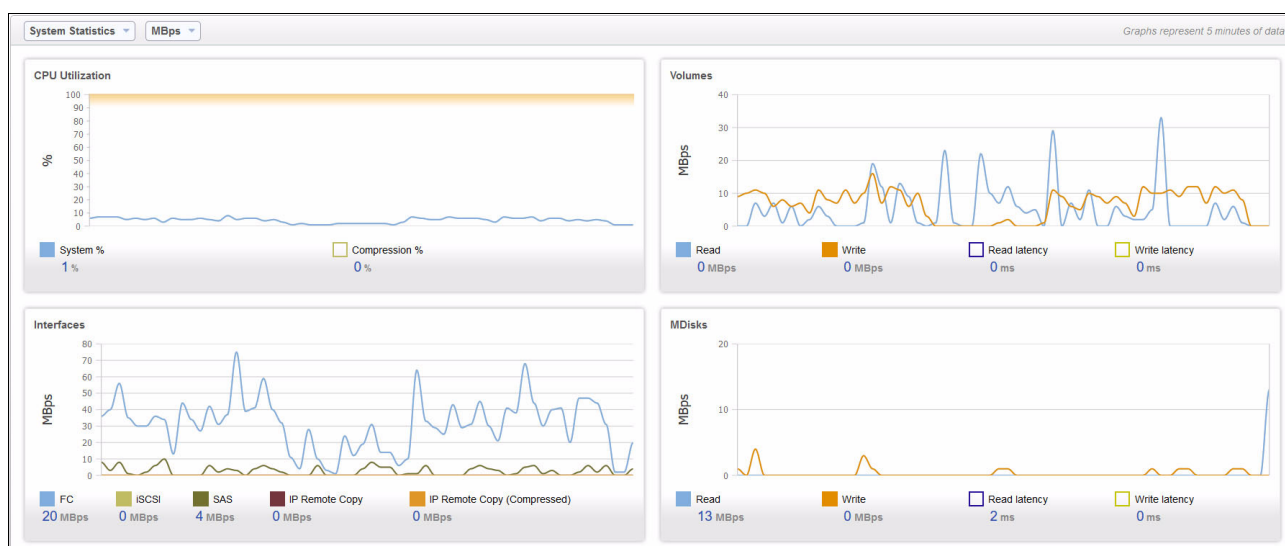 System Statistics MBps Graphs represent 5 minutes of data
CPU Utilization
100
90
80
70
60
50
40
30
20
10
0
%
System % Compression %
1 % 0 %
Volumes
40
30
20
10
0
MBps
Read Write Read latency Write latency
0 MBps 0 MBps 0 ms 0 ms
Interfaces
80
70
60
50
40
30
20
10
0
MBps
FC iSCSI SAS IP Remote Copy IP Remote Copy (Compressed)
20 MBps 0 MBps 4 MBps 0 MBps 0 MBps
MDisks
20
10
0
MBps
Read Write Read latency Write latency
13 MBps 0 MBps 2 ms 0 ms